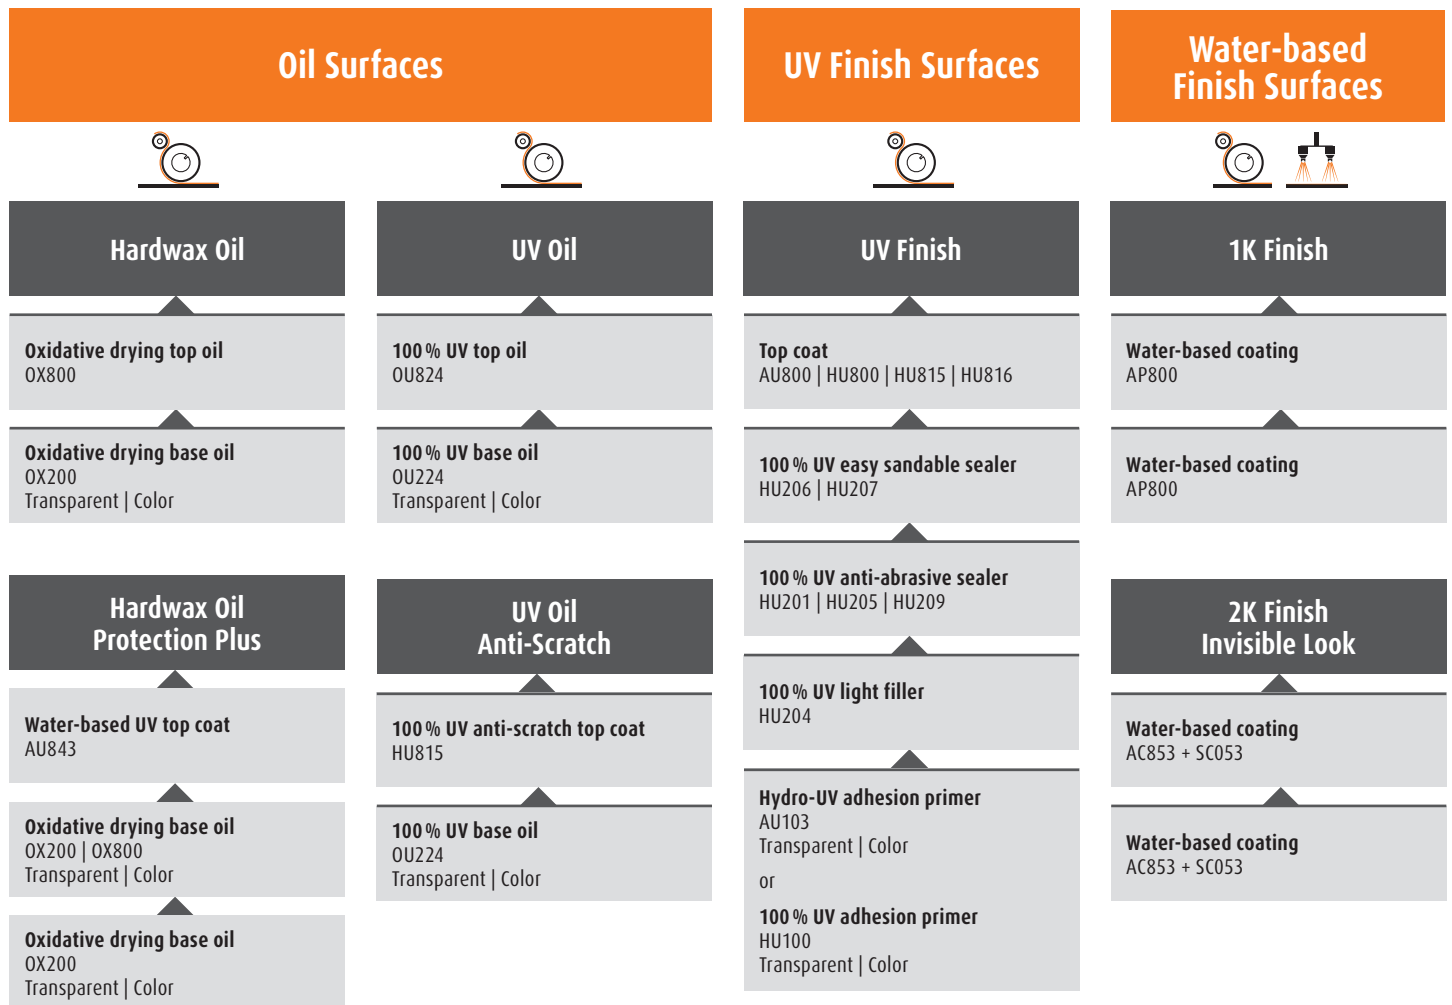 Oil Surfaces
Hardwax Oil
Oxidative drying top oil
OX800
Oxidative drying base oil
OX200
Transparent | Color
Hardwax Oil
Protection Plus
Water-based UV top coat
AU843
Oxidative drying base oil
OX200 | OX800
Transparent | Color
Oxidative drying base oil
OX200
Transparent | Color
UV Oil
100 % UV top oil
OU824
100 % UV base oil
OU224
Transparent | Color
UV Oil
Anti-Scratch
100 % UV anti-scratch top coat
HU815
100 % UV base oil
OU224
Transparent | Color
UV Finish Surfaces
UV Finish
Top coat
AU800 | HU800 | HU815 | HU816
100 % UV easy sandable sealer
HU206 | HU207
100 % UV anti-abrasive sealer
HU201 | HU205 | HU209
100 % UV light filler
HU204
Hydro-UV adhesion primer
AU103
Transparent | Color
or
100 % UV adhesion primer
HU100
Transparent | Color
Water-based
Finish Surfaces
1K Finish
Water-based coating
AP800
Water-based coating
AP800
2K Finish
Invisible Look
Water-based coating
AC853 + SC053
Water-based coating
AC853 + SC053